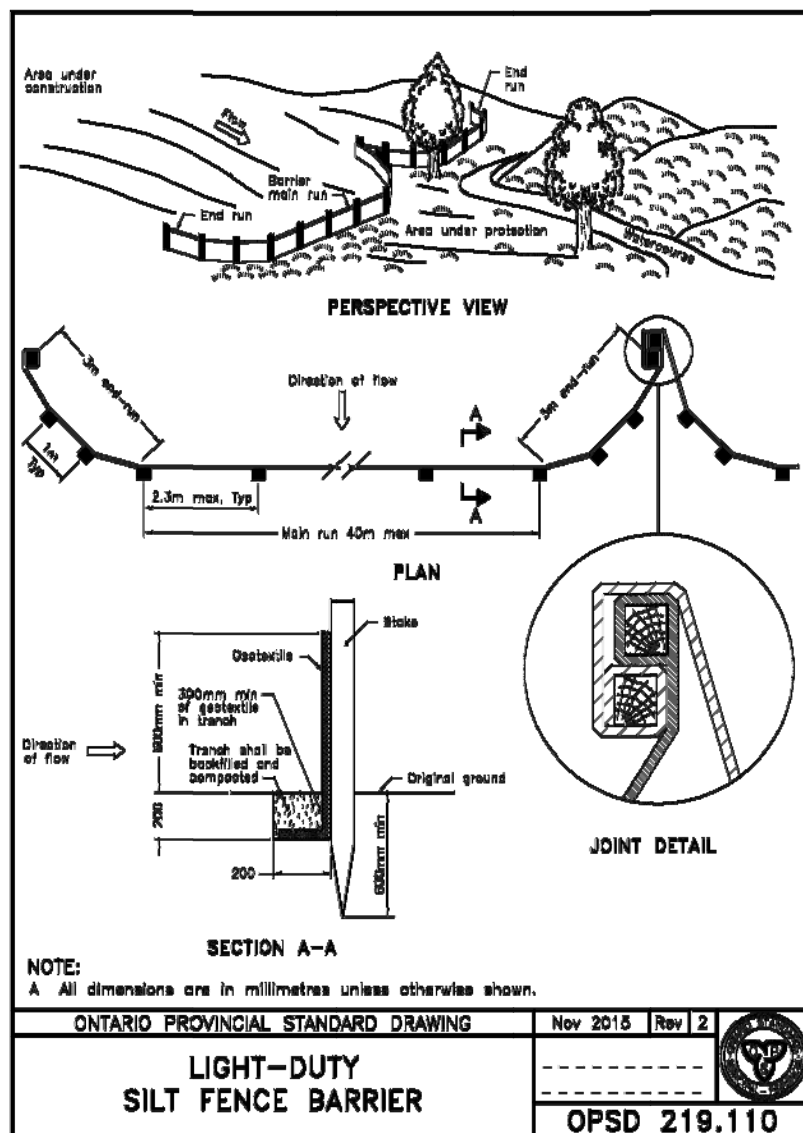 Area under
construction
Flow
End
run
Barrier
main run
End run
Area under protection
Watercourse
PERSPECTIVE VIEW
3m end-run
Direction of flow
3m end-run
A
1m
Typ
2.3m max, Typ
A
Main run 40m max
PLAN
Stake
Geotextile
300mm min
of geotextile
in trench
Direction
of flow
Trench shall be
backfilled and
compacted
Original ground
200
200
600mm min
JOINT DETAIL
SECTION A-A
NOTE:
A All dimensions are in millimetres unless otherwise shown.
ONTARIO PROVINCIAL STANDARD DRAWING
Nov 2015
Rev
2
LIGHT-DUTY
SILT FENCE BARRIER
OPSD 219.110